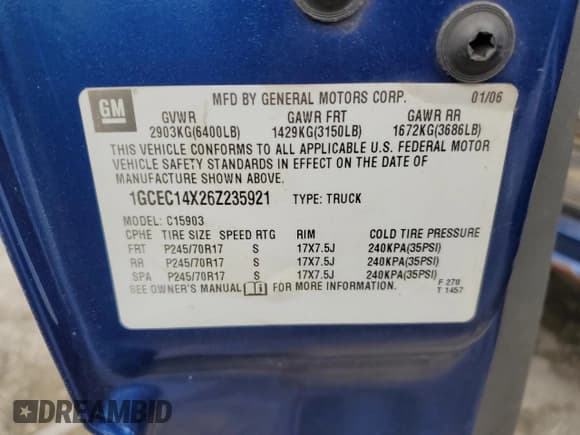 GM
MFD BY GENERAL MOTORS CORP. 01/06
GVWR GAWR FRT GAWR RR
2903KG(6400LB) 1429KG(3150LB) 1672KG(3686LB)
THIS VEHICLE CONFORMS TO ALL APPLICABLE U.S. FEDERAL MOTOR
VEHICLE SAFETY STANDARDS IN EFFECT ON THE DATE OF
MANUFACTURE SHOWN ABOVE.
1GCEC14X26Z235921 TYPE: TRUCK
MODEL: C15903
CPHE TIRE SIZE SPEED RTG RIM COLD TIRE PRESSURE
FRT P245/70R17 S 17X7.5J 240KPA(35PSI)
RR P245/70R17 S 17X7.5J 240KPA(35PSI)
SPA P245/70R17 S 17X7.5J 240KPA(35PSI)
SEE OWNER'S MANUAL FOR MORE INFORMATION.
F 278
T 1457
DREAMBID